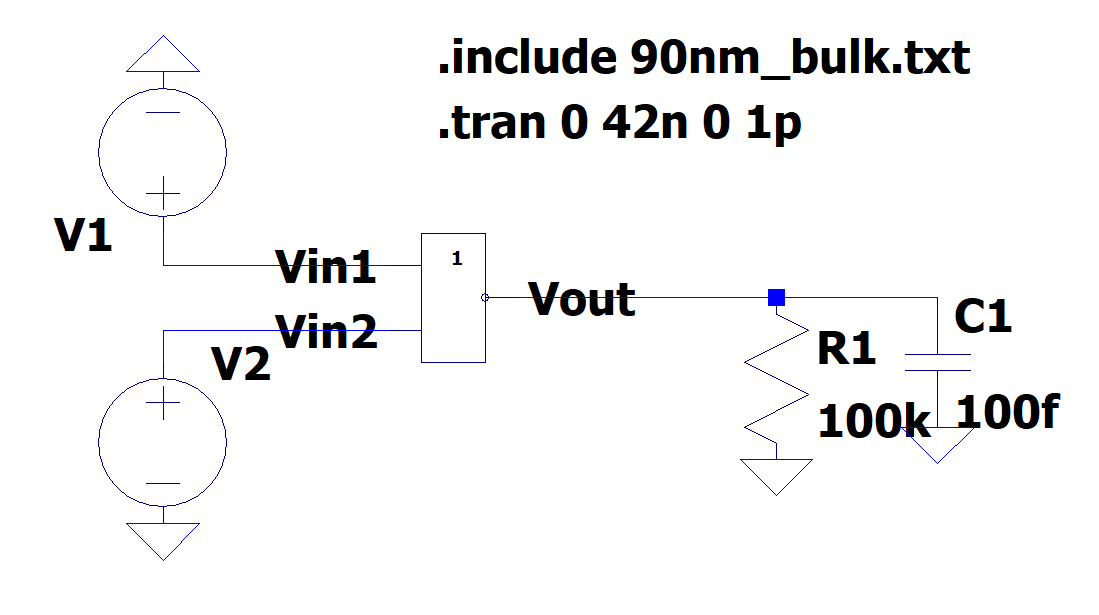 .include 90nm_bulk.txt
.tran 0 42n 0 1p
V1
Vin1
1
Vout
Vin2
V2
R1
100k
C1
100f